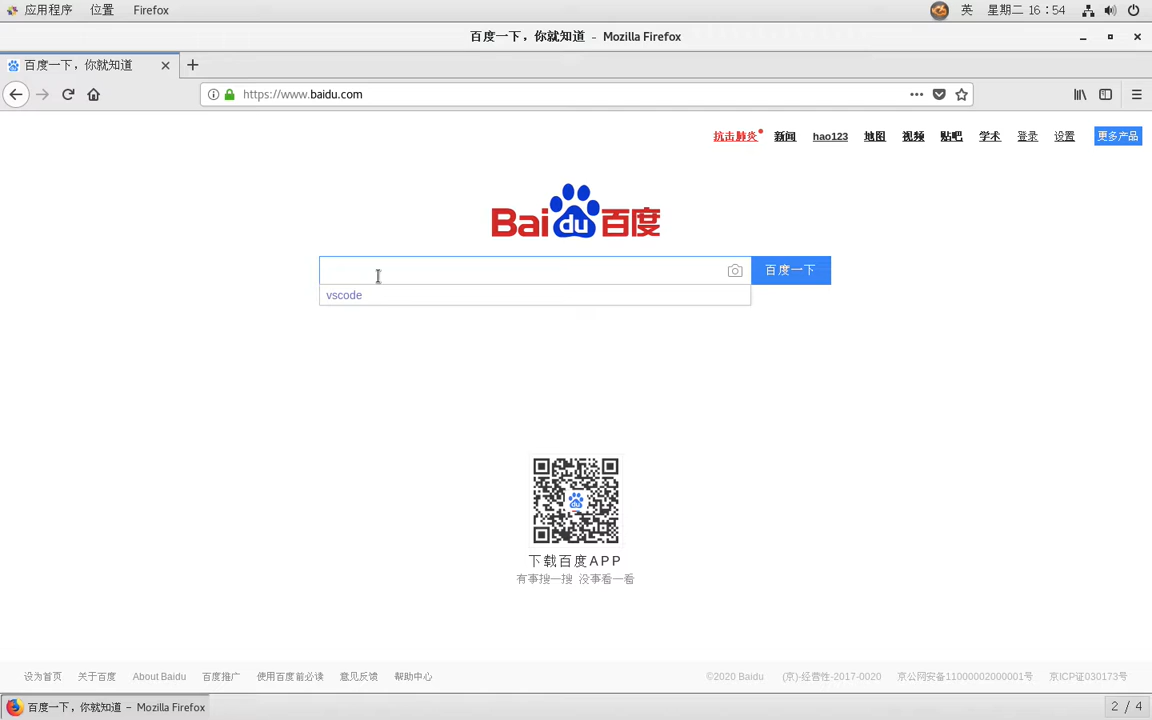 应用程序 位置 Firefox 英 星期二 16：54
百度一下，你就知道 - Mozilla Firefox
百度一下，你就知道
https://www.baidu.com
抗击肺炎 新闻 hao123 地图 视频 贴吧 学术 登录 设置 更多产品
Bai du 百度
百度一下
vscode
下载百度APP
有事搜一搜 没事看一看
设为首页 关于百度 About Baidu 百度推广 使用百度前必读 意见反馈 帮助中心 ©2020 Baidu (京)-经营性-2017-0020 京公网安备11000002000001号 京ICP证030173号
百度一下，你就知道 - Mozilla Firefox 2 / 4